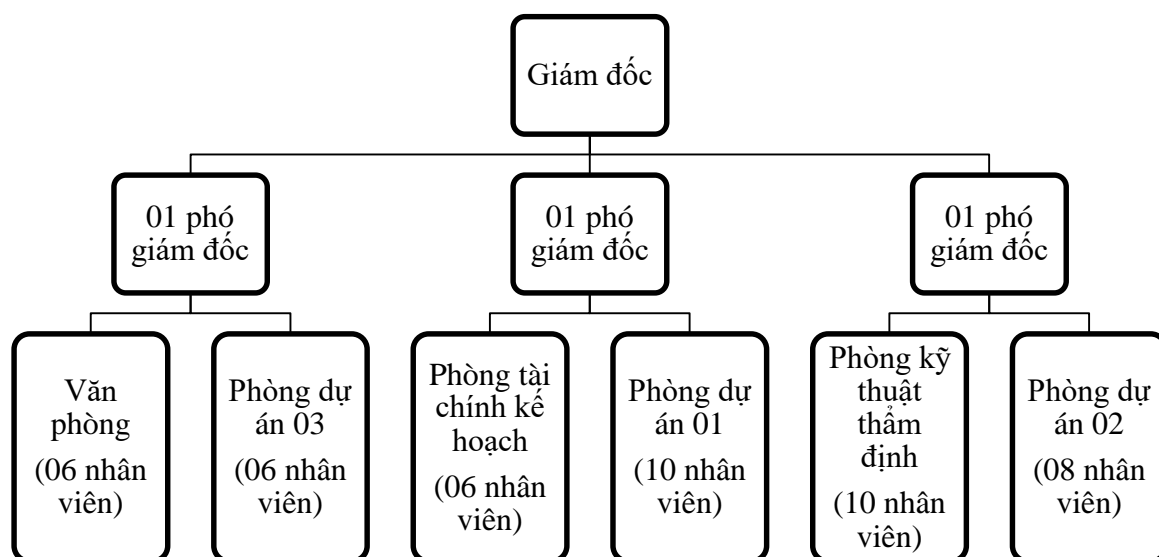 Giám đốc
01 phó
giám đốc
01 phó
giám đốc
01 phó
giám đốc
Văn
phòng
(06 nhân
viên)
Phòng dự
án 03
(06 nhân
viên)
Phòng tài
chính kế
hoạch
(06 nhân
viên)
Phòng dự
án 01
(10 nhân
viên)
Phòng kỹ
thuật
thẩm
định
(10 nhân
viên)
Phòng dự
án 02
(08 nhân
viên)